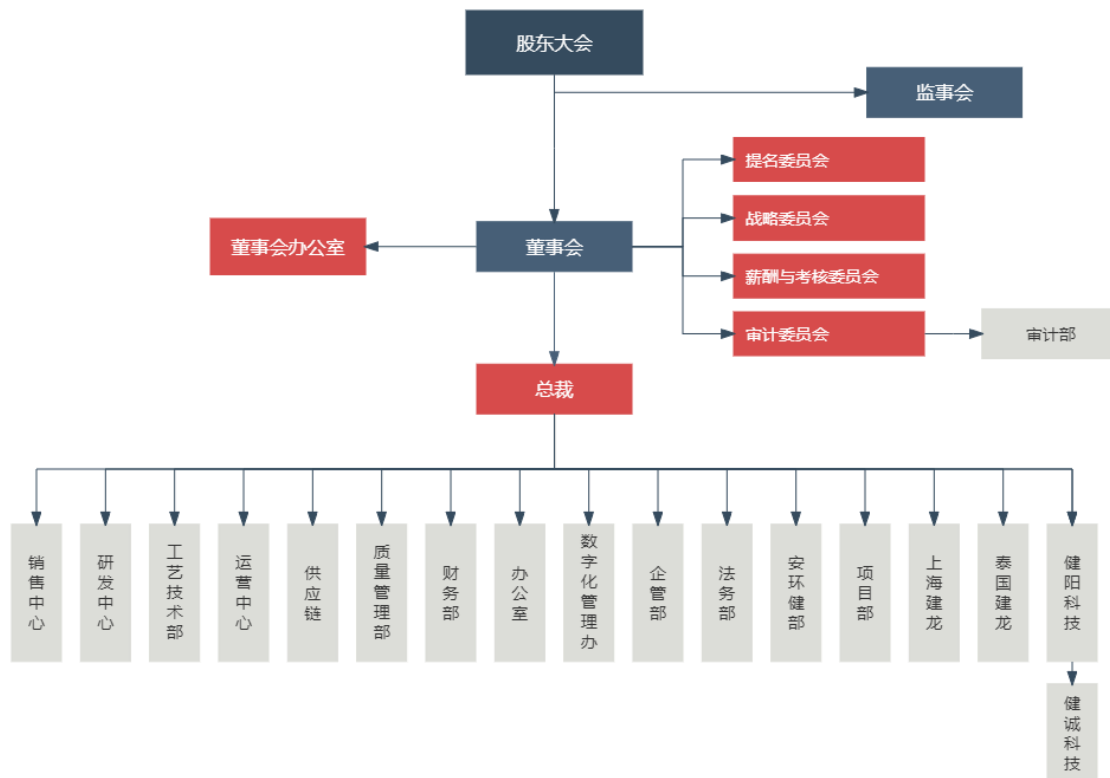 股东大会
监事会
提名委员会
战略委员会
董事会办公室
董事会
薪酬与考核委员会
审计委员会
审计部
总裁
销售中心
研发中心
工艺技术部
运营中心
供应链
质量管理部
财务部
办公室
数字化管理办
企管部
法务部
安环健部
项目部
上海建龙
泰国建龙
健阳科技
健诚科技